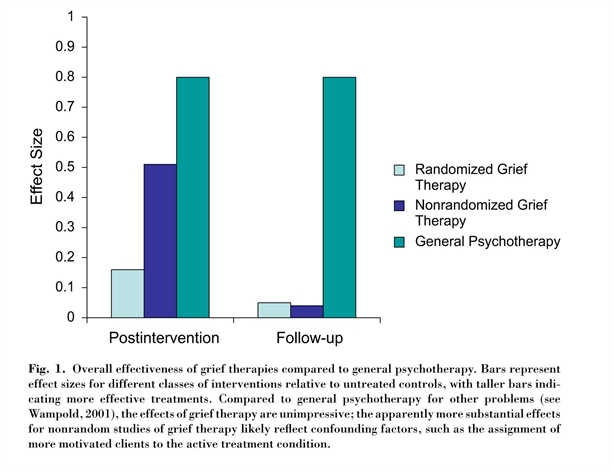 1
0.9
0.8
0.7
0.6
0.5
0.4
0.3
0.2
0.1
0
Effect Size
Postintervention
Follow-up
Randomized Grief
Therapy
Nonrandomized Grief
Therapy
General Psychotherapy
Fig. 1. Overall effectiveness of grief therapies compared to general psychotherapy. Bars represent
effect sizes for different classes of interventions relative to untreated controls, with taller bars indi-
cating more effective treatments. Compared to general psychotherapy for other problems (see
Wampold, 2001), the effects of grief therapy are unimpressive; the apparently more substantial effects
for nonrandom studies of grief therapy likely reflect confounding factors, such as the assignment of
more motivated clients to the active treatment condition.